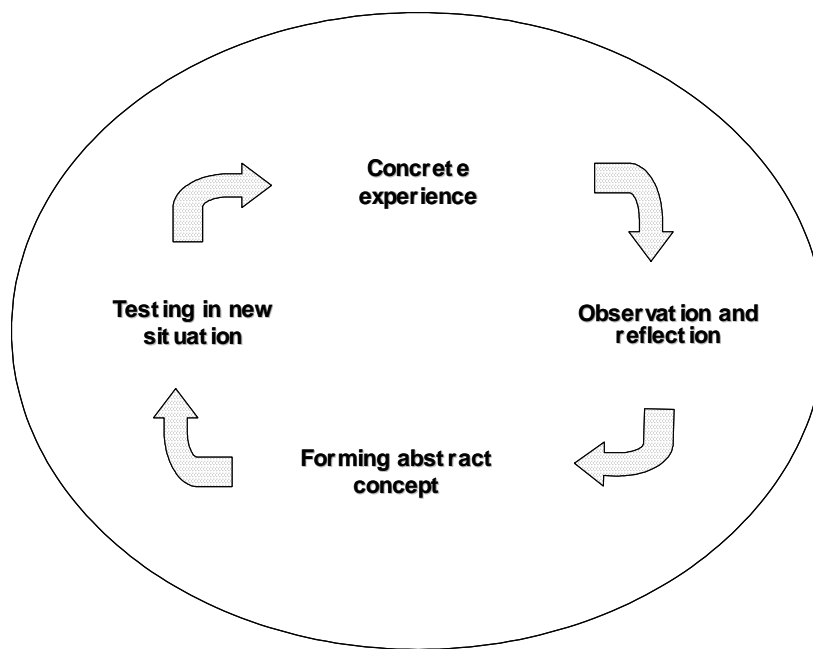 Concrete
experience
Testing in new
situation
Observation and
reflection
Forming abstract
concept